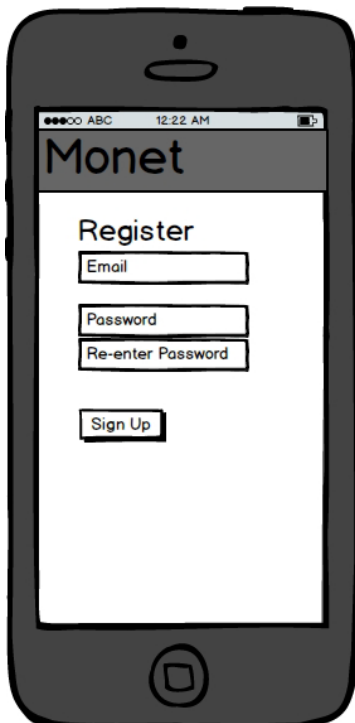 ABC 12:22 AM
Monet
Register
Email
Password
Re-enter Password
Sign Up